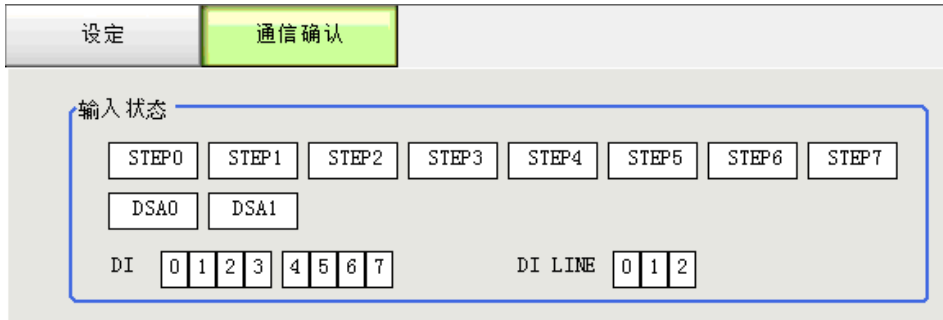 设定 通信确认
输入状态
STEP0 STEP1 STEP2 STEP3 STEP4 STEP5 STEP6 STEP7
DSA0 DSA1
DI 0 1 2 3 4 5 6 7 DI LINE 0 1 2